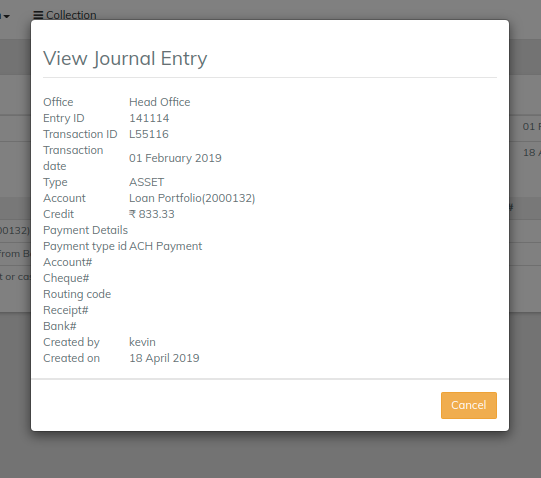 Collection
View Journal Entry
Office Head Office
Entry ID 141114
Transaction ID L55116
Transaction
date 01 February 2019
Type ASSET
Account Loan Portfolio(2000132)
Credit ₹ 833.33
Payment Details
Payment type id ACH Payment
Account#
Cheque#
Routing code
Receipt#
Bank#
Created by kevin
Created on 18 April 2019
Cancel
01 F
18 A
#
00132)
from B
t or cas